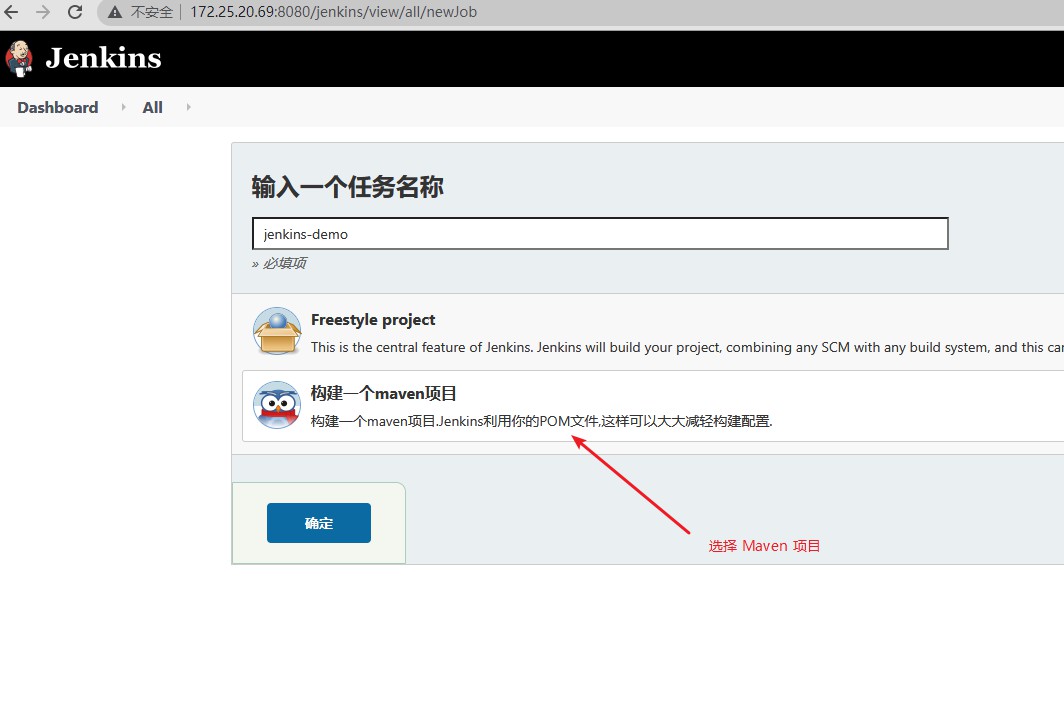 不安全 172.25.20.69:8080/jenkins/view/all/newJob
Jenkins
Dashboard All
输入一个任务名称
jenkins-demo
» 必填项
Freestyle project
This is the central feature of Jenkins. Jenkins will build your project, combining any SCM with any build system, and this
构建一个maven项目
构建一个maven项目.Jenkins利用你的POM文件,这样可以大大减轻构建配置.
确定
选择 Maven 项目